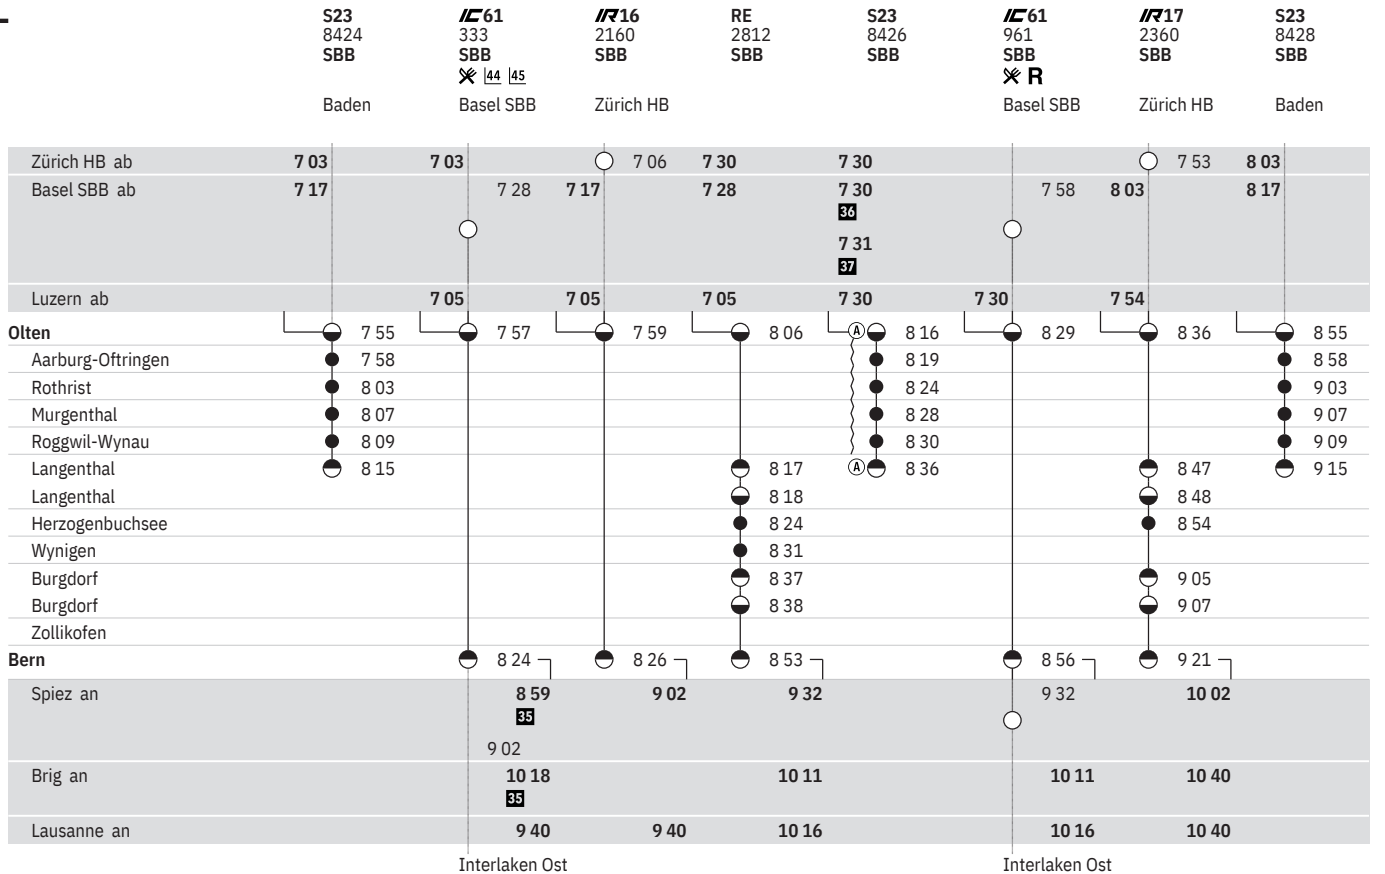 S23 IC61 IR16 RE S23 IC61 IR17 S23
8424 333 2160 2812 8426 961 2360 8428
SBB SBB SBB SBB SBB SBB SBB SBB
44 45 R
Baden Basel SBB Zürich HB Basel SBB Zürich HB Baden
Zürich HB ab 7 03 7 03 7 06 7 30 7 30 7 53 8 03
Basel SBB ab 7 17 7 28 7 17 7 28 7 30 7 58 8 03 8 17
36
7 31
37
Luzern ab 7 05 7 05 7 05 7 30 7 30 7 54
Olten 7 55 7 57 7 59 8 06 A 8 16 8 29 8 36 8 55
Aarburg-Oftringen 7 58 8 19 8 58
Rothrist 8 03 8 24 9 03
Murgenthal 8 07 8 28 9 07
Roggwil-Wynau 8 09 8 30 9 09
Langenthal 8 15 8 17 A 8 36 8 47 9 15
Langenthal 8 18 8 48
Herzogenbuchsee 8 24 8 54
Wynigen 8 31
Burgdorf 8 37 9 05
Burgdorf 8 38 9 07
Zollikofen
Bern 8 24 8 26 8 53 8 56 9 21
Spiez an 8 59 9 02 9 32 9 32 10 02
35
9 02
Brig an 10 18 10 11 10 11 10 40
35
Lausanne an 9 40 9 40 10 16 10 16 10 40
Interlaken Ost Interlaken Ost